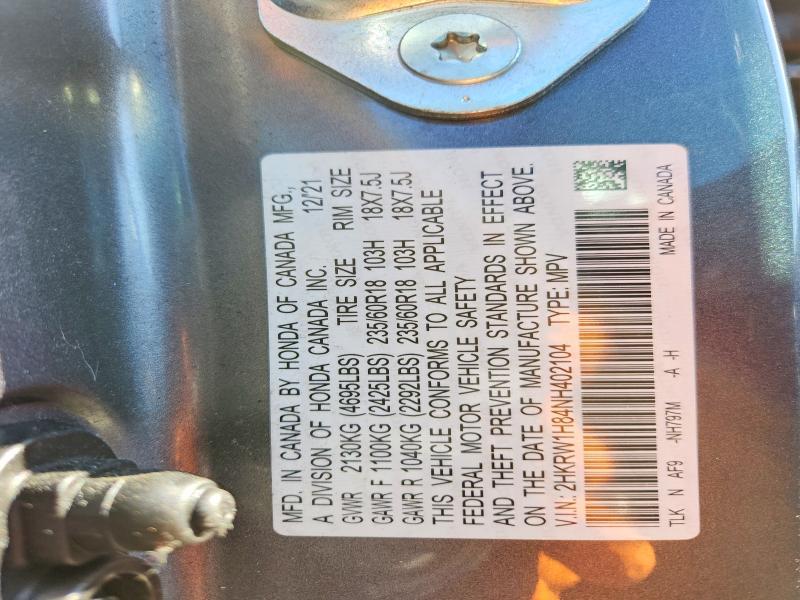 MFD. IN CANADA BY HONDA OF CANADA MFG.,
A DIVISION OF HONDA CANADA INC. 12/21
GVWR 2130KG (4695LBS) TIRE SIZE RIM SIZE
GAWR F 1100KG (2425LBS) 235/60R18 103H 18X7.5J
GAWR R 1040KG (2292LBS) 235/60R18 103H 18X7.5J
THIS VEHICLE CONFORMS TO ALL APPLICABLE
FEDERAL MOTOR VEHICLE SAFETY
AND THEFT PREVENTION STANDARDS IN EFFECT
ON THE DATE OF MANUFACTURE SHOWN ABOVE.
V.I.N.: 2HKRW1H84NH402104 TYPE: MPV
TLK N AF9 -NH797M -A -H MADE IN CANADA